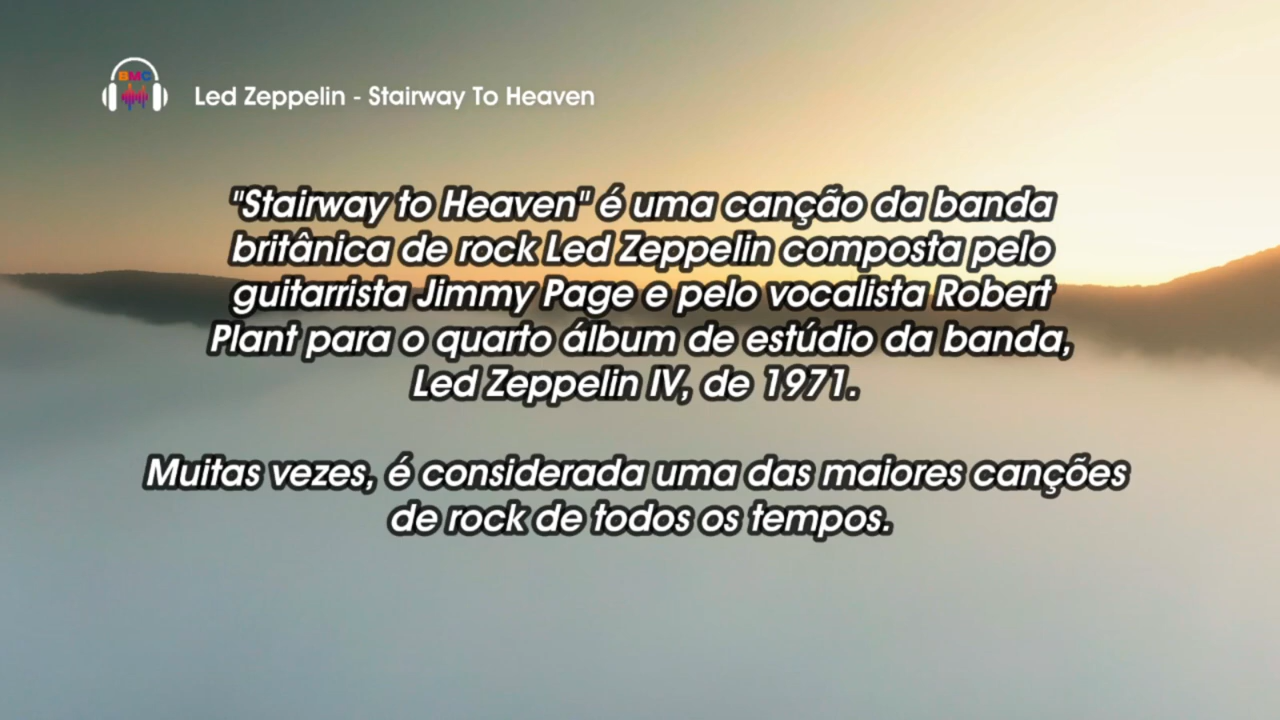 BMC
Led Zeppelin - Stairway To Heaven
"Stairway to Heaven" é uma canção da banda
britânica de rock Led Zeppelin composta pelo
guitarrista Jimmy Page e pelo vocalista Robert
Plant para o quarto álbum de estúdio da banda,
Led Zeppelin IV, de 1971.
Muitas vezes, é considerada uma das maiores canções
de rock de todos os tempos.